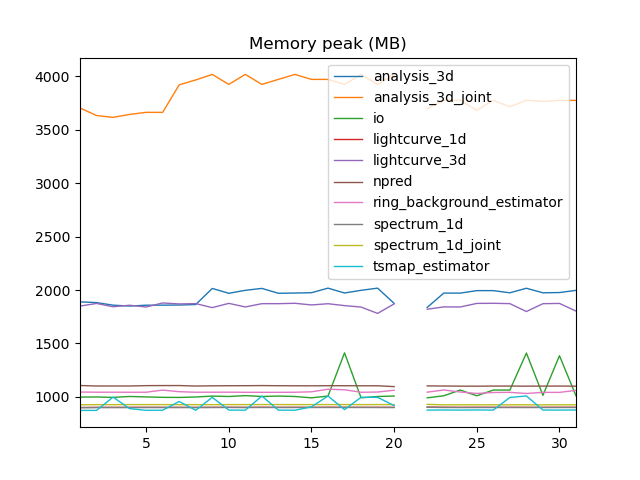 Memory peak (MB)
4000
3500
3000
2500
2000
1500
1000
analysis_3d
analysis_3d_joint
io
lightcurve_1d
lightcurve_3d
npred
ring_background_estimator
spectrum_1d
spectrum_1d_joint
tsmap_estimator
5
10
15
20
25
30